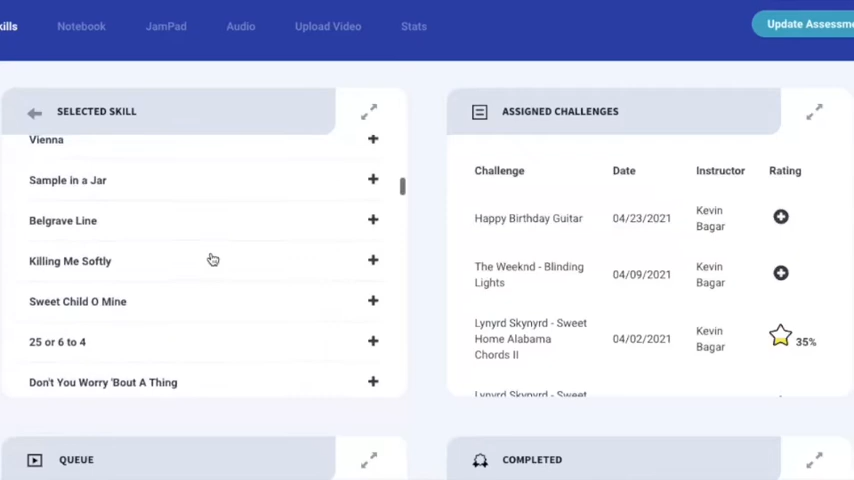 kills Notebook JamPad Audio Upload Video Stats Update Assessme
SELECTED SKILL
Vienna
Sample in a Jar
Belgrave Line
Killing Me Softly
Sweet Child O Mine
25 or 6 to 4
Don't You Worry 'Bout A Thing
ASSIGNED CHALLENGES
Challenge Date Instructor Rating
Happy Birthday Guitar 04/23/2021 Kevin
Bagar
The Weeknd - Blinding
Lights 04/09/2021 Kevin
Bagar
Lynyrd Skynyrd - Sweet
Home Alabama
Chords II 04/02/2021 Kevin
Bagar 35%
Lynyrd Skynyrd - Sweet
QUEUE
COMPLETED